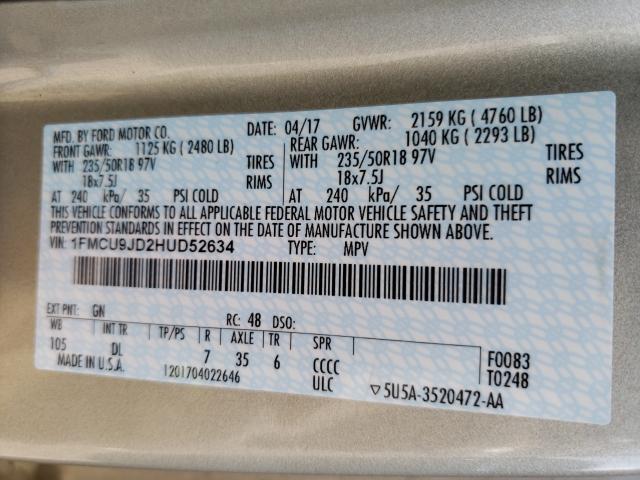 MFD. BY FORD MOTOR CO. DATE: 04/17 GVWR: 2159 KG ( 4760 LB)
FRONT GAWR: 1125 KG ( 2480 LB) REAR GAWR: 1040 KG ( 2293 LB)
WITH 235/50R18 97V TIRES WITH 235/50R18 97V TIRES
18x7.5J RIMS 18x7.5J RIMS
AT 240 kPa/ 35 PSI COLD AT 240 kPa/ 35 PSI COLD
THIS VEHICLE CONFORMS TO ALL APPLICABLE FEDERAL MOTOR VEHICLE SAFETY AND THEFT
PREVENTION STANDARDS IN EFFECT ON THE DATE OF MANUFACTURE SHOWN ABOVE.
VIN: 1FMCU9JD2HUD52634 TYPE: MPV
EXT PNT: GN RC: 48 DSO:
WB INT TR TP/PS R AXLE TR SPR
105 DL 7 35 6 CCCC F0083
MADE IN U.S.A. 1201704022646 ULC T0248
▽5U5A-3520472-AA